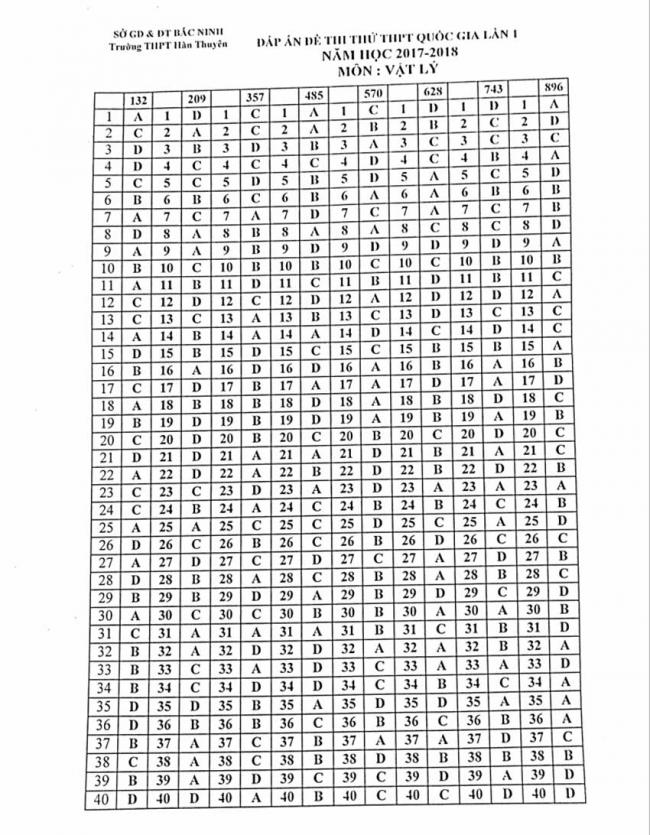 SỞ GD & ĐT BẮC NINH
Trường THPT Hàn Thuyên
ĐÁP ÁN ĐỀ THI THỬ THPT QUỐC GIA LẦN 1
NĂM HỌC 2017-2018
MÔN : VẬT LÝ
132 209 357 485 570 628 743 896
1 A 1 D 1 C 1 A 1 C 1 D 1 D 1 A
2 C 2 A 2 C 2 A 2 B 2 B 2 C 2 D
3 D 3 B 3 D 3 B 3 A 3 C 3 C 3 C
4 D 4 C 4 C 4 C 4 D 4 C 4 B 4 A
5 C 5 C 5 D 5 B 5 D 5 A 5 C 5 D
6 B 6 B 6 C 6 B 6 A 6 A 6 B 6 B
7 A 7 C 7 A 7 D 7 C 7 A 7 C 7 B
8 D 8 A 8 B 8 A 8 A 8 C 8 C 8 D
9 A 9 A 9 B 9 D 9 D 9 D 9 D 9 A
10 B 10 C 10 B 10 B 10 C 10 C 10 B 10 B
11 A 11 B 11 D 11 C 11 B 11 D 11 B 11 C
12 C 12 D 12 C 12 D 12 A 12 D 12 D 12 A
13 C 13 C 13 A 13 B 13 C 13 D 13 C 13 C
14 A 14 B 14 A 14 A 14 D 14 C 14 D 14 C
15 D 15 B 15 D 15 C 15 C 15 B 15 B 15 A
16 B 16 A 16 D 16 D 16 A 16 B 16 A 16 B
17 C 17 D 17 B 17 A 17 A 17 D 17 A 17 D
18 A 18 B 18 B 18 D 18 A 18 B 18 D 18 C
19 B 19 D 19 B 19 D 19 A 19 B 19 A 19 B
20 C 20 D 20 B 20 C 20 B 20 C 20 D 20 C
21 D 21 D 21 A 21 A 21 D 21 B 21 A 21 C
22 A 22 D 22 A 22 B 22 D 22 B 22 D 22 B
23 C 23 C 23 D 23 A 23 D 23 A 23 A 23 A
24 C 24 B 24 A 24 C 24 B 24 B 24 C 24 B
25 A 25 A 25 C 25 C 25 D 25 C 25 A 25 D
26 D 26 C 26 B 26 C 26 B 26 D 26 C 26 C
27 A 27 D 27 C 27 D 27 C 27 A 27 D 27 B
28 D 28 B 28 A 28 C 28 B 28 A 28 B 28 C
29 B 29 B 29 D 29 A 29 B 29 D 29 C 29 D
30 A 30 C 30 C 30 B 30 B 30 A 30 A 30 B
31 C 31 A 31 A 31 A 31 B 31 C 31 B 31 D
32 B 32 A 32 D 32 D 32 A 32 A 32 B 32 A
33 B 33 C 33 A 33 D 33 C 33 A 33 A 33 D
34 B 34 C 34 D 34 D 34 C 34 B 34 C 34 A
35 D 35 D 35 B 35 A 35 D 35 D 35 A 35 A
36 D 36 B 36 B 36 C 36 B 36 C 36 B 36 A
37 B 37 A 37 C 37 B 37 A 37 A 37 D 37 C
38 C 38 A 38 C 38 B 38 D 38 B 38 B 38 B
39 B 39 A 39 D 39 C 39 C 39 D 39 A 39 D
40 D 40 D 40 A 40 B 40 C 40 C 40 D 40 D